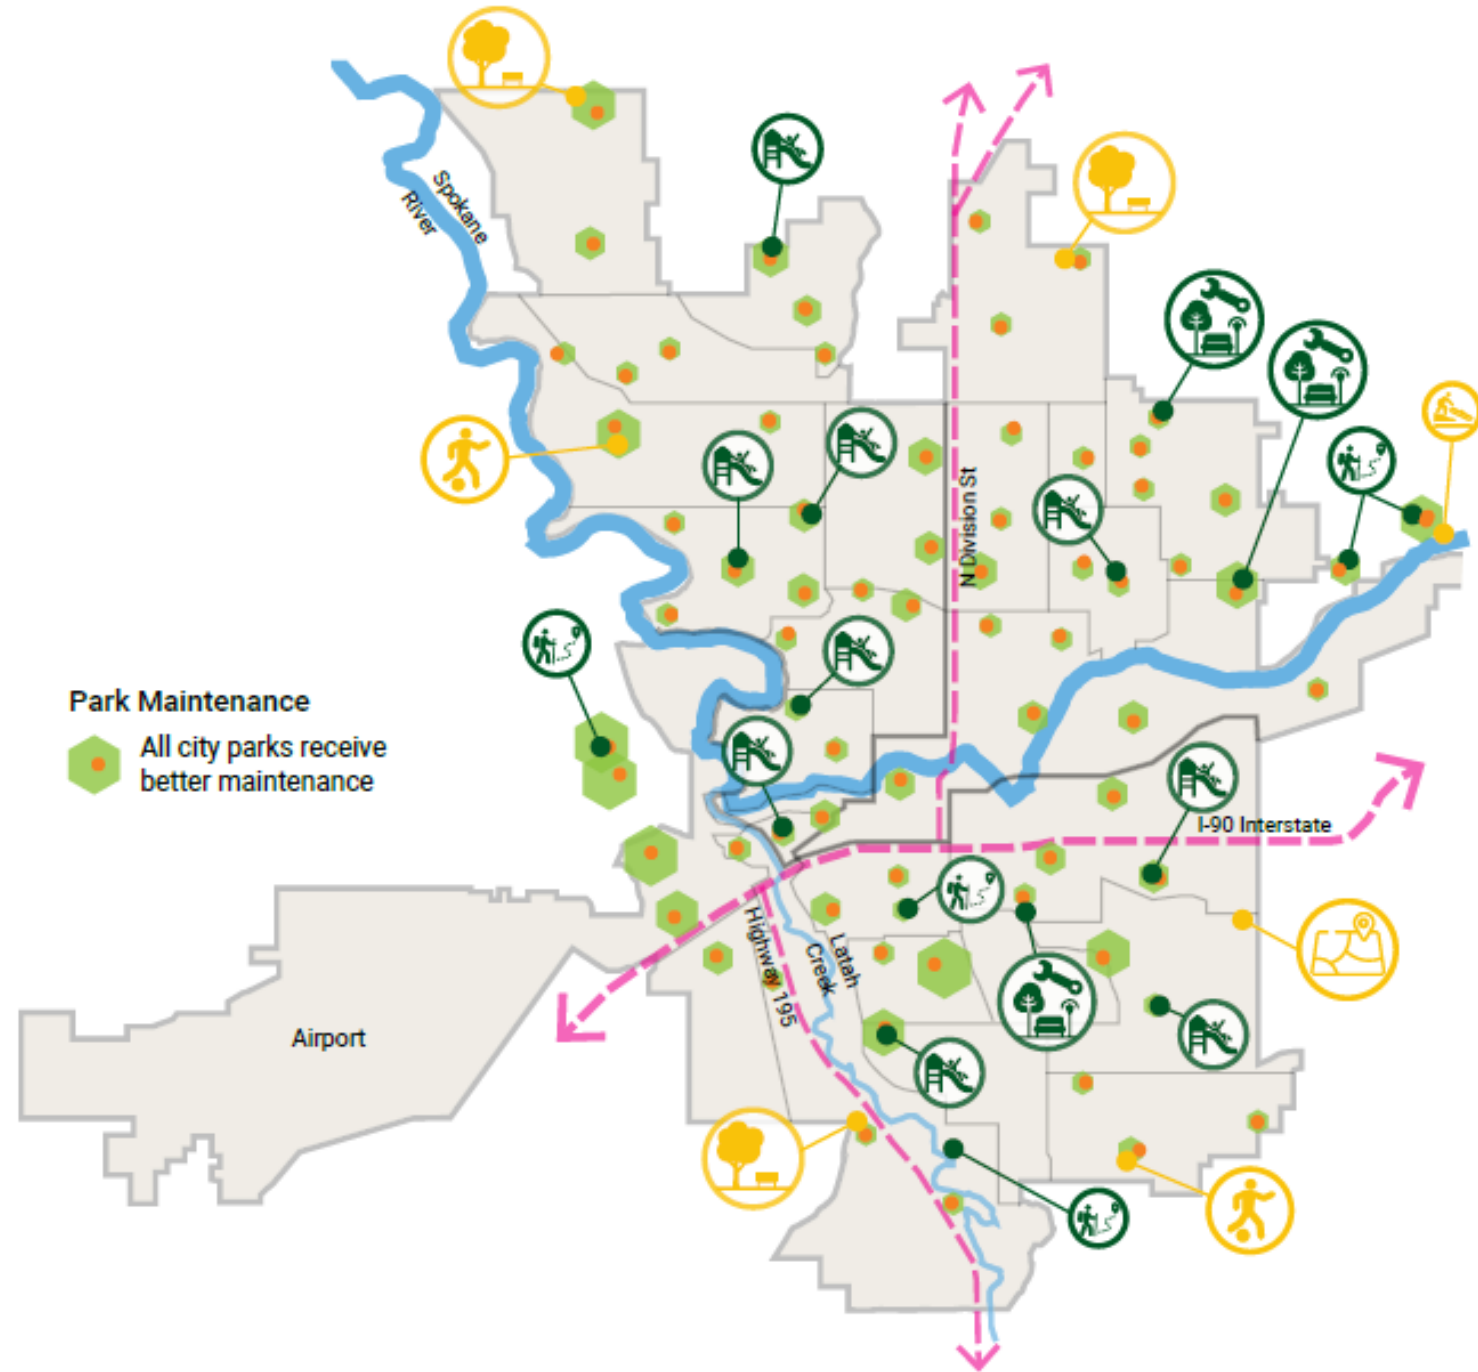 Spokane
River
N Division St
Park Maintenance
All city parks receive
better maintenance
I-90 Interstate
Highway 195
Latah
Creek
Airport